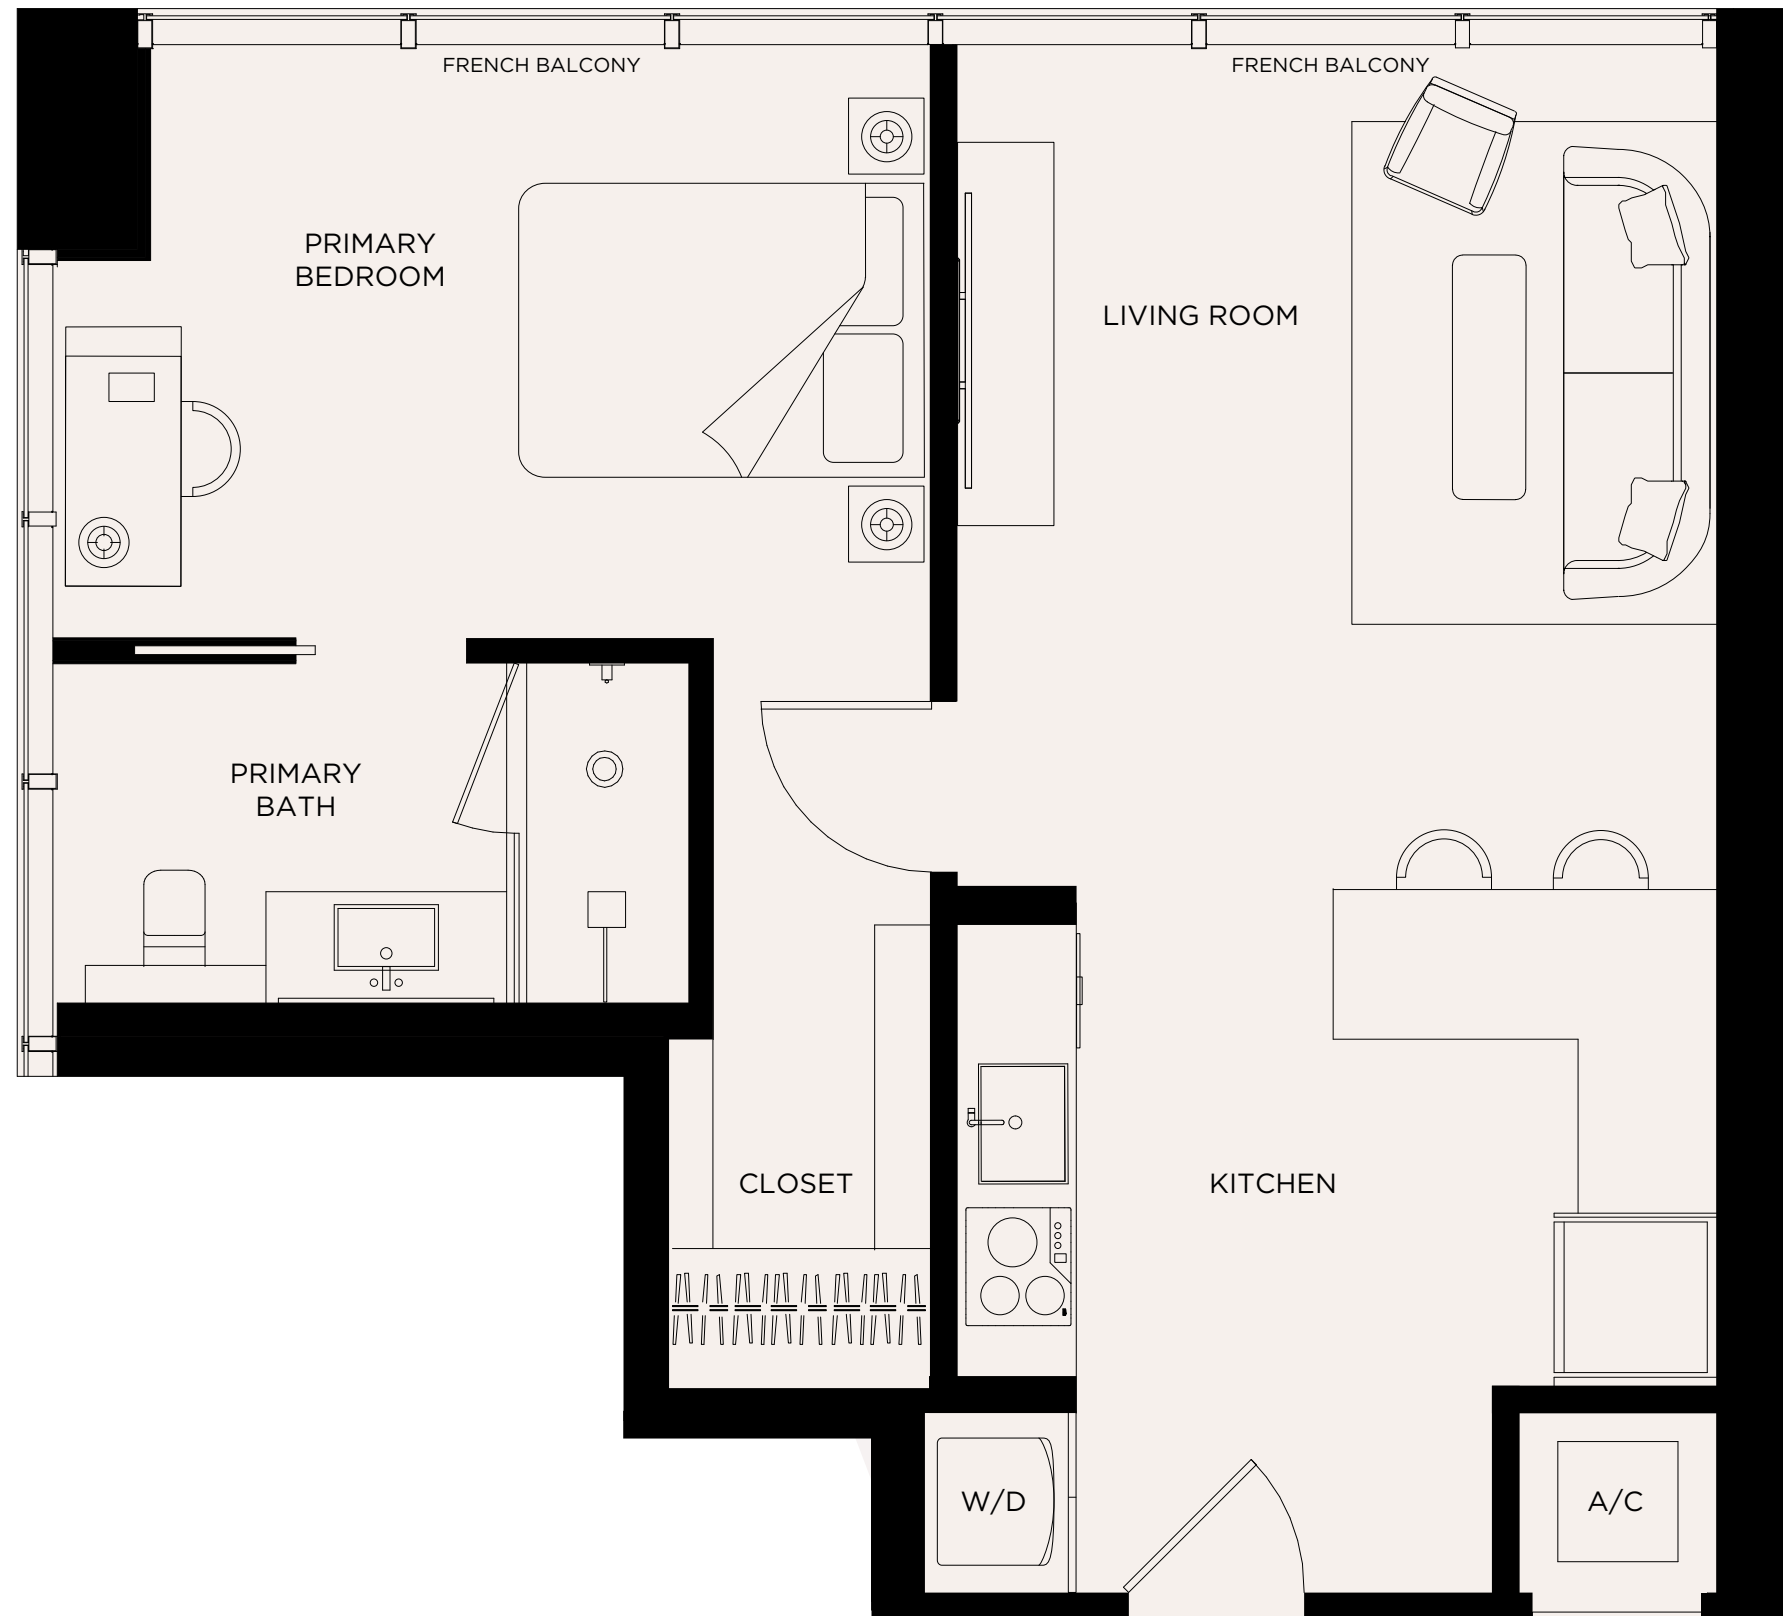 FRENCH BALCONY
FRENCH BALCONY
PRIMARY
BEDROOM
LIVING ROOM
PRIMARY
BATH
CLOSET
KITCHEN
W/D
A/C